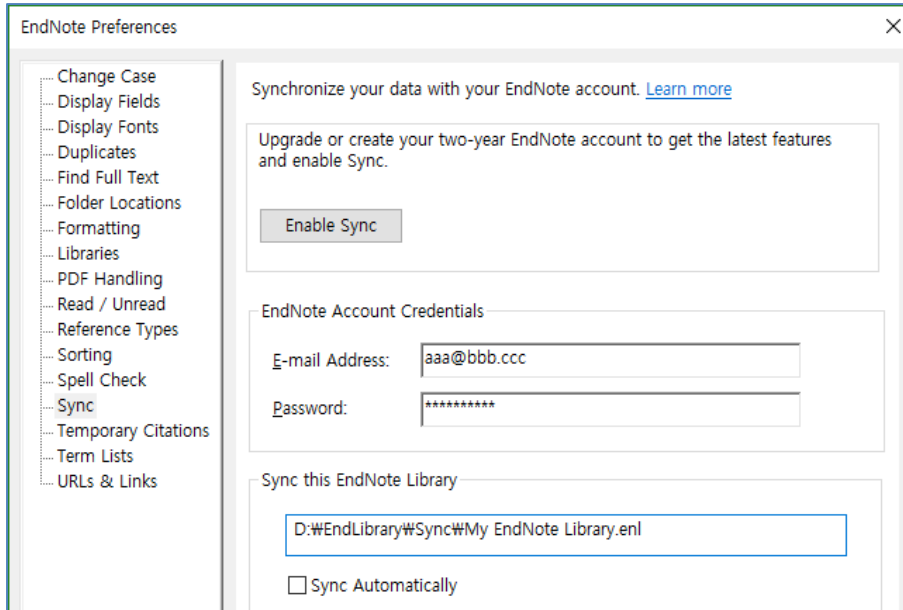 EndNote Preferences
Change Case
Display Fields
Display Fonts
Duplicates
Find Full Text
Folder Locations
Formatting
Libraries
PDF Handling
Read / Unread
Reference Types
Sorting
Spell Check
Sync
Temporary Citations
Term Lists
URLs & Links
Synchronize your data with your EndNote account. Learn more
Upgrade or create your two-year EndNote account to get the latest features
and enable Sync.
Enable Sync
EndNote Account Credentials
E-mail Address: aaa@bbb.ccc
Password: **********
Sync this EndNote Library
D:₩EndLibrary₩Sync₩My EndNote Library.enl
Sync Automatically